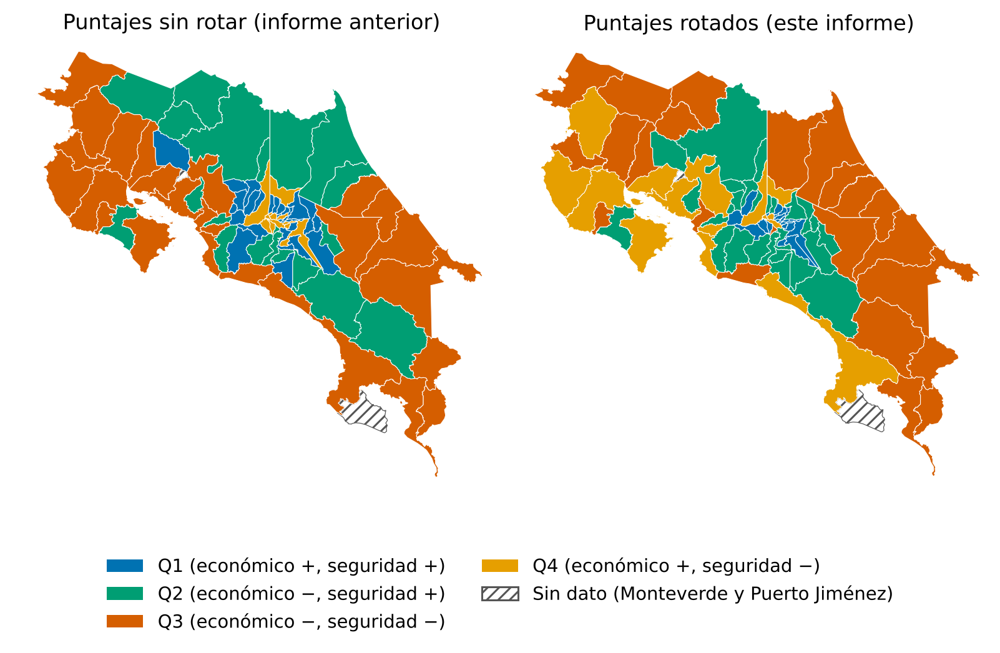 Puntajes sin rotar (informe anterior)
Puntajes rotados (este informe)
Q1 (económico +, seguridad +)
Q2 (económico −, seguridad +)
Q3 (económico −, seguridad −)
Q4 (económico +, seguridad −)
Sin dato (Monteverde y Puerto Jiménez)